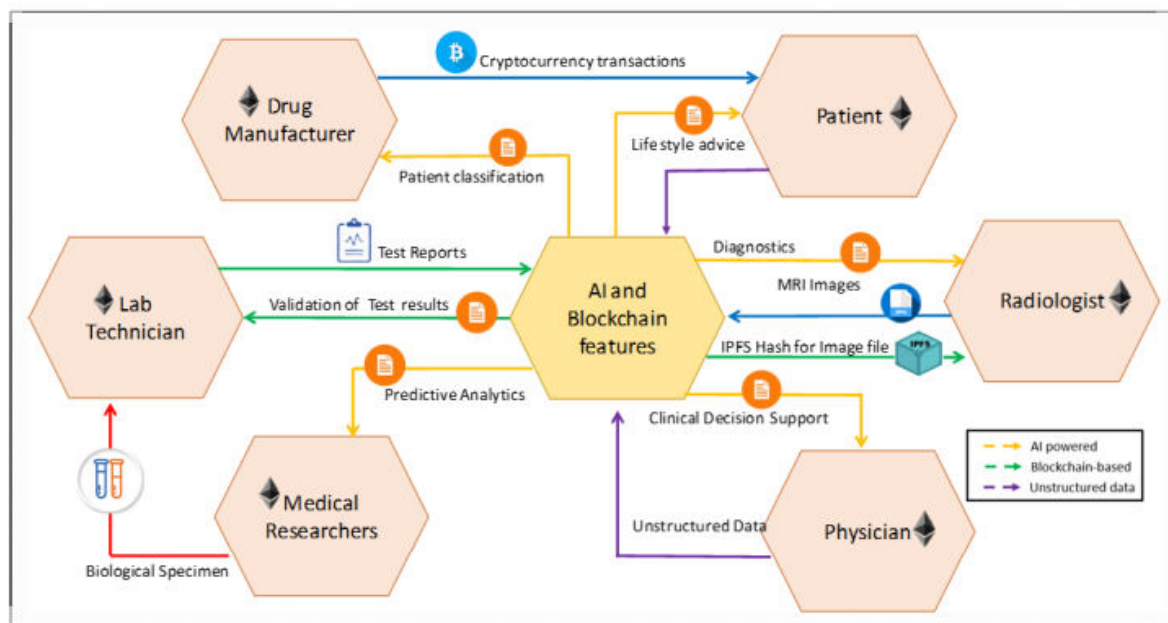 Cryptocurrency transactions
Drug
Manufacturer
Patient
Life style advice
Patient classification
Test Reports
Diagnostics
MRI Images
Lab
Technician
Validation of Test results
AI and
Blockchain
features
Radiologist
IPFS Hash for Image file
IPFS
Predictive Analytics
Clinical Decision Support
AI powered
Blockchain-based
Unstructured data
Medical
Researchers
Unstructured Data
Physician
Biological Specimen